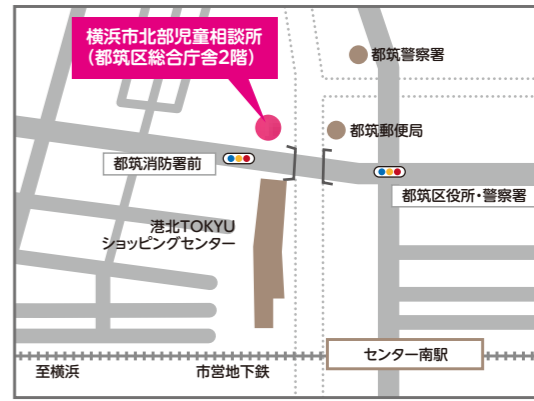 横浜市北部児童相談所
（都筑区総合庁舎2階）
都筑警察署
都筑郵便局
都筑消防署前
都筑区役所・警察署
港北TOKYU
ショッピングセンター
センター南駅
至横浜
市営地下鉄